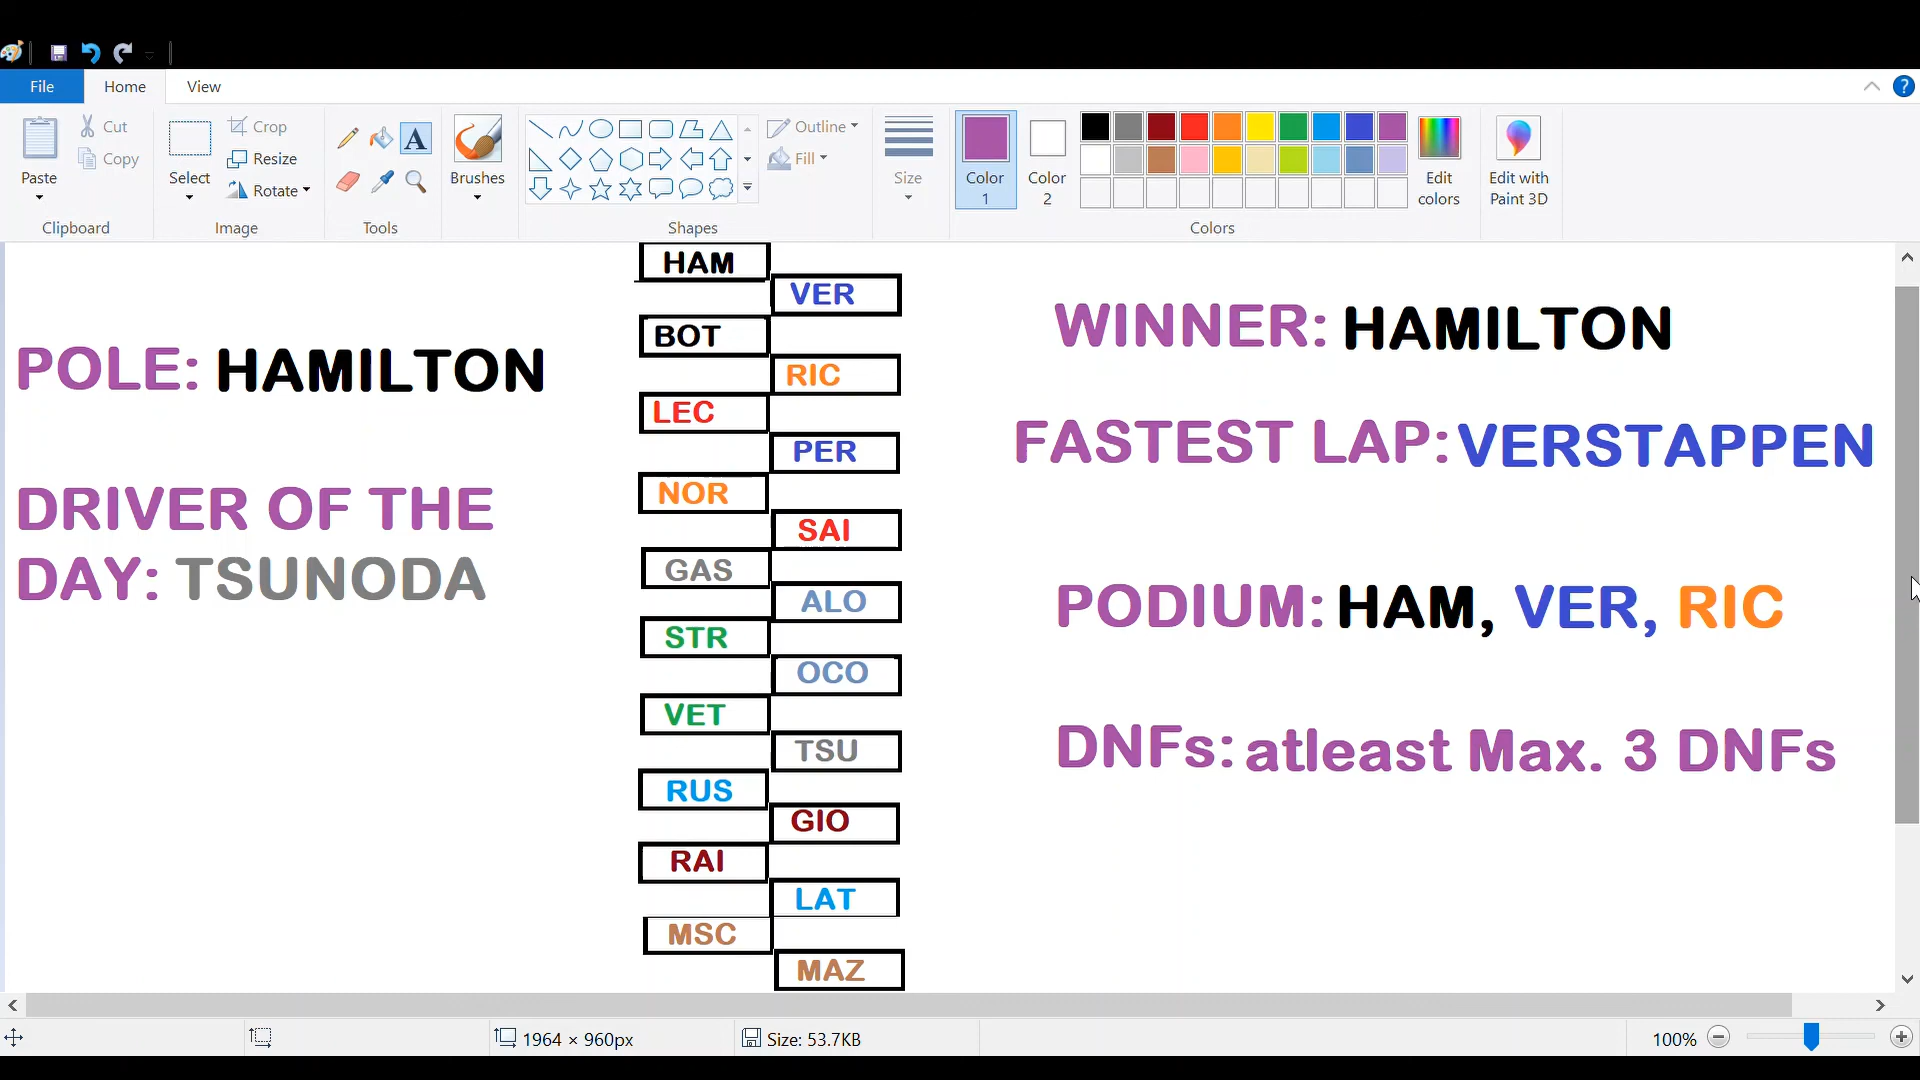 File Home View
Paste
Cut
Copy
Clipboard
Select
Crop
Resize
Rotate
Image
A
Tools
Brushes
Shapes
Outline
Fill
Size
Color
1
Color
2
Colors
Edit
colors
Edit with
Paint 3D
?
POLE: HAMILTON
DRIVER OF THE
DAY: TSUNODA
HAM
VER
BOT
RIC
LEC
PER
NOR
SAI
GAS
ALO
STR
OCO
VET
TSU
RUS
GIO
RAI
LAT
MSC
MAZ
WINNER: HAMILTON
FASTEST LAP: VERSTAPPEN
PODIUM: HAM, VER, RIC
DNFs: atleast Max. 3 DNFs
1964 × 960px
Size: 53.7KB
100%